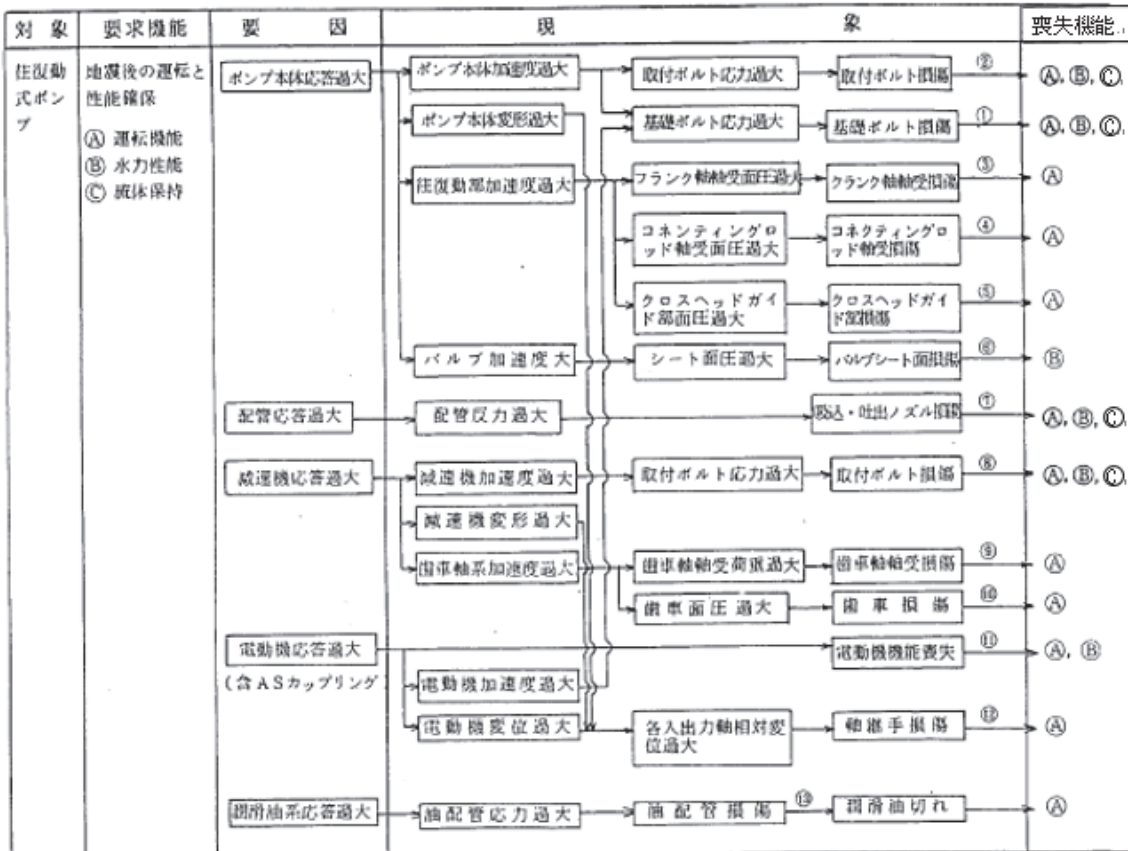 対象 要求機能 要因 現象 喪失機能
往復動
式ポン
プ
地震後の運転と
性能確保
Ⓐ 運転機能
Ⓑ 水力性能
Ⓒ 流体保持
ポンプ本体応答過大 ポンプ本体加速度過大 取付ボルト応力過大 取付ボルト損傷 ② Ⓐ, Ⓑ, Ⓒ
ポンプ本体変形過大 基礎ボルト応力過大 基礎ボルト損傷 ① Ⓐ, Ⓑ, Ⓒ
往復動部加速度過大 フランク軸軸受面圧過大 クランク軸軸受損傷 ③ Ⓐ
コネンティングロ
ッド軸受面圧過大
コネクティングロ
ッド軸受損傷
④ Ⓐ
クロスヘッドガイ
ド部面圧過大
クロスヘッドガイ
ド部損傷
⑤ Ⓐ
バルブ加速度大 シート面圧過大 バルブシート面損傷 ⑥ Ⓑ
配管応答過大 配管反力過大 吸込・吐出ノズル損傷 ⑦ Ⓐ, Ⓑ, Ⓒ
減速機応答過大 減速機加速度過大 取付ボルト応力過大 取付ボルト損傷 ⑧ Ⓐ, Ⓑ, Ⓒ
減速機変形過大
歯車軸系加速度過大 歯車軸軸受荷重過大 歯車軸軸受損傷 ⑨ Ⓐ
歯車面圧過大 歯車損傷 ⑩ Ⓐ
電動機応答過大 電動機機能喪失 ⑪ Ⓐ, Ⓑ
(含ASカップリング
電動機加速度過大
電動機変位過大 各入出力軸相対変
位過大
軸継手損傷 ⑫ Ⓐ
潤滑油系応答過大 油配管応力過大 油配管損傷 ⑬ 潤滑油切れ Ⓐ